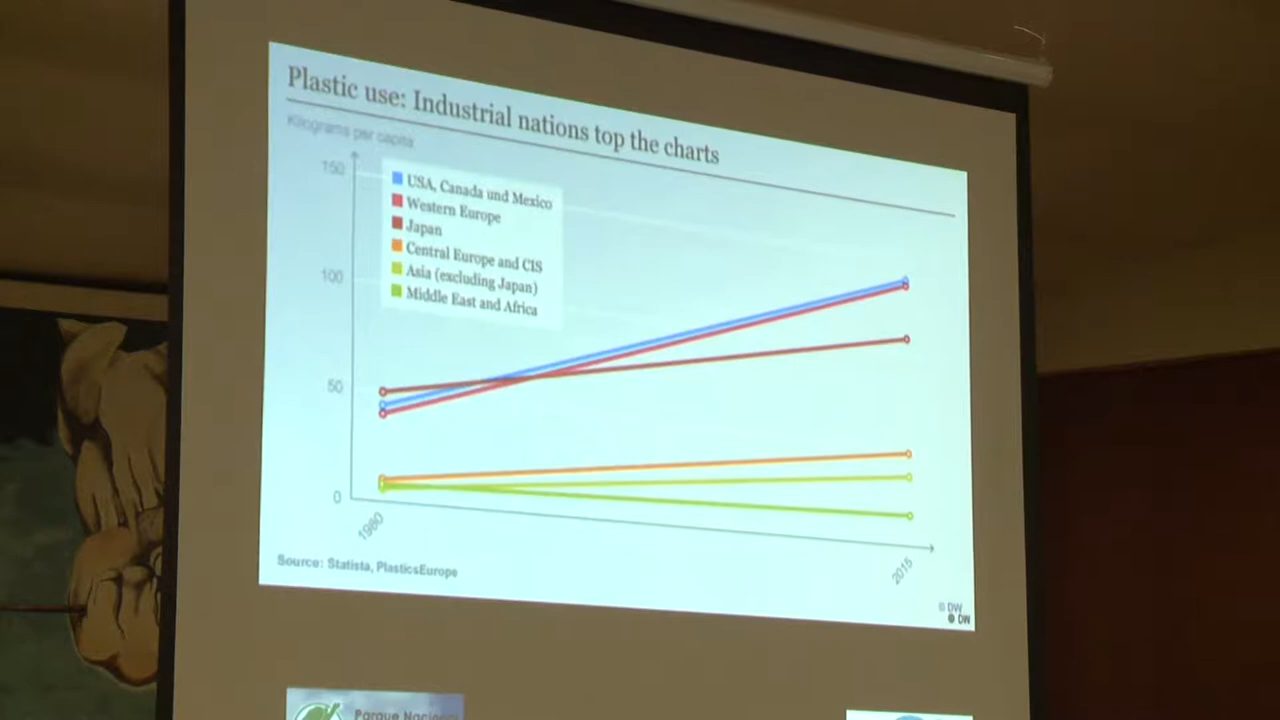 Plastic use: Industrial nations top the charts
Kilograms per capita
150
USA, Canada und Mexico
Western Europe
Japan
Central Europe and CIS
Asia (excluding Japan)
Middle East and Africa
100
50
0
1980
2015
Source: Statista, PlasticsEurope
DW
DW
Parque Nacional